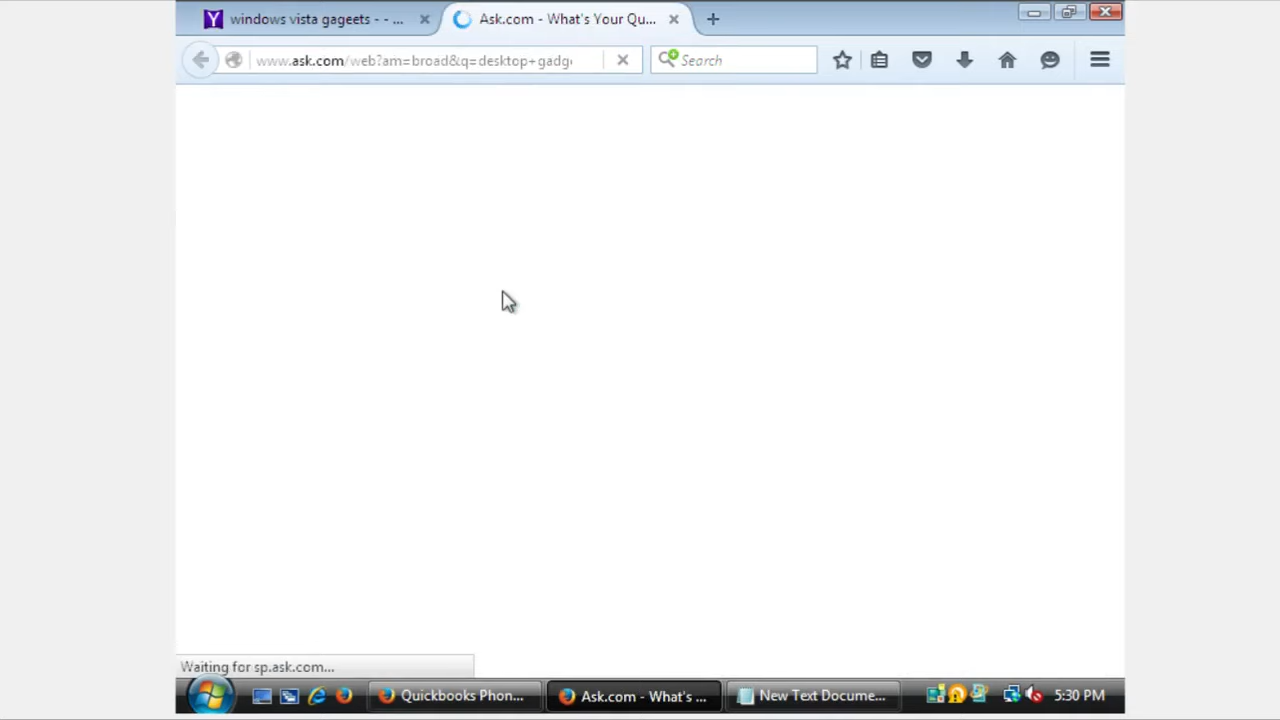 windows vista gageets - - ...
Ask.com - What's Your Qu...
www.ask.com/web?am=broad&q=desktop+gadg
Search
Waiting for sp.ask.com...
Quickbooks Phon...
Ask.com - What's ...
New Text Docume...
5:30 PM